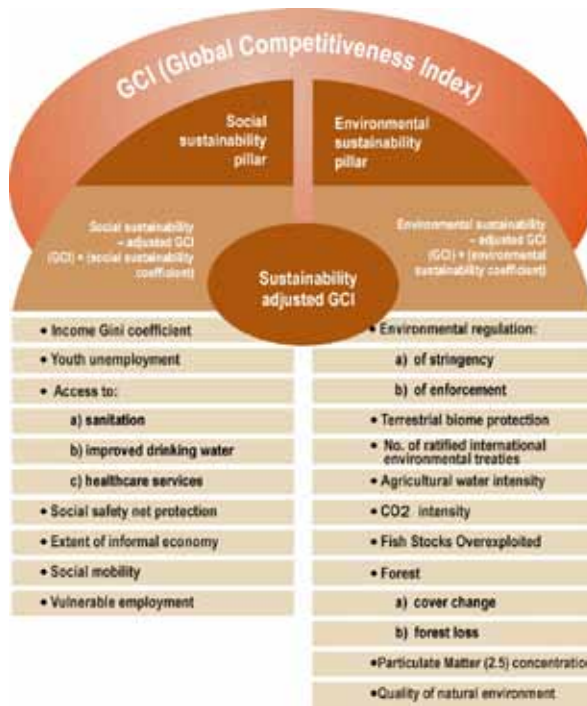 GCI (Global Competitiveness Index)
Social
sustainability
pillar
Environmental
sustainability
pillar
Social sustainability
– adjusted GCI
(GCI) + (social sustainability
coefficient)
Environmental sustainability
– adjusted GCI
(GCI) + (environmental
sustainability coefficient)
Sustainability
adjusted GCI
• Income Gini coefficient
• Youth unemployment
• Access to:
a) sanitation
b) improved drinking water
c) healthcare services
• Social safety net protection
• Extent of informal economy
• Social mobility
• Vulnerable employment
• Environmental regulation:
a) of stringency
b) of enforcement
• Terrestrial biome protection
• No. of ratified international
environmental treaties
• Agricultural water intensity
• CO2 intensity
• Fish Stocks Overexploited
• Forest
a) cover change
b) forest loss
•Particulate Matter (2.5) concentration
•Quality of natural environment